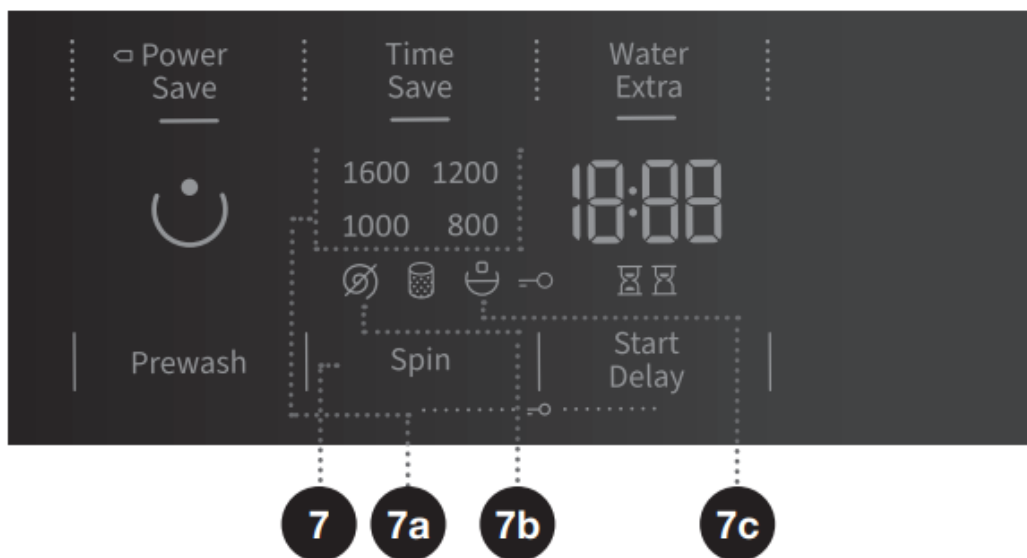 Power
Save
Time
Save
Water
Extra
1600 1200
1000 800
18:88
Prewash
Spin
Start
Delay
7
7a
7b
7c